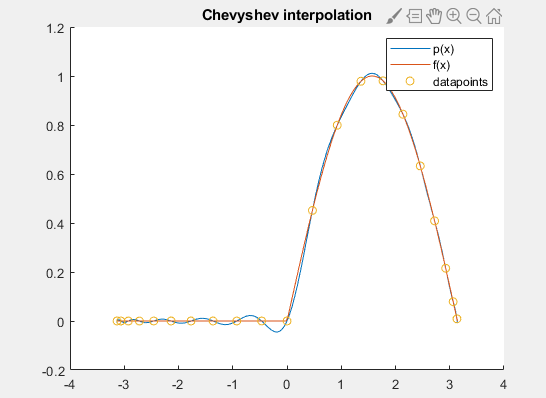 Chevyshev interpolation
1.2
1
0.8
0.6
0.4
0.2
0
-0.2
p(x)
f(x)
datapoints
-4 -3 -2 -1 0 1 2 3 4